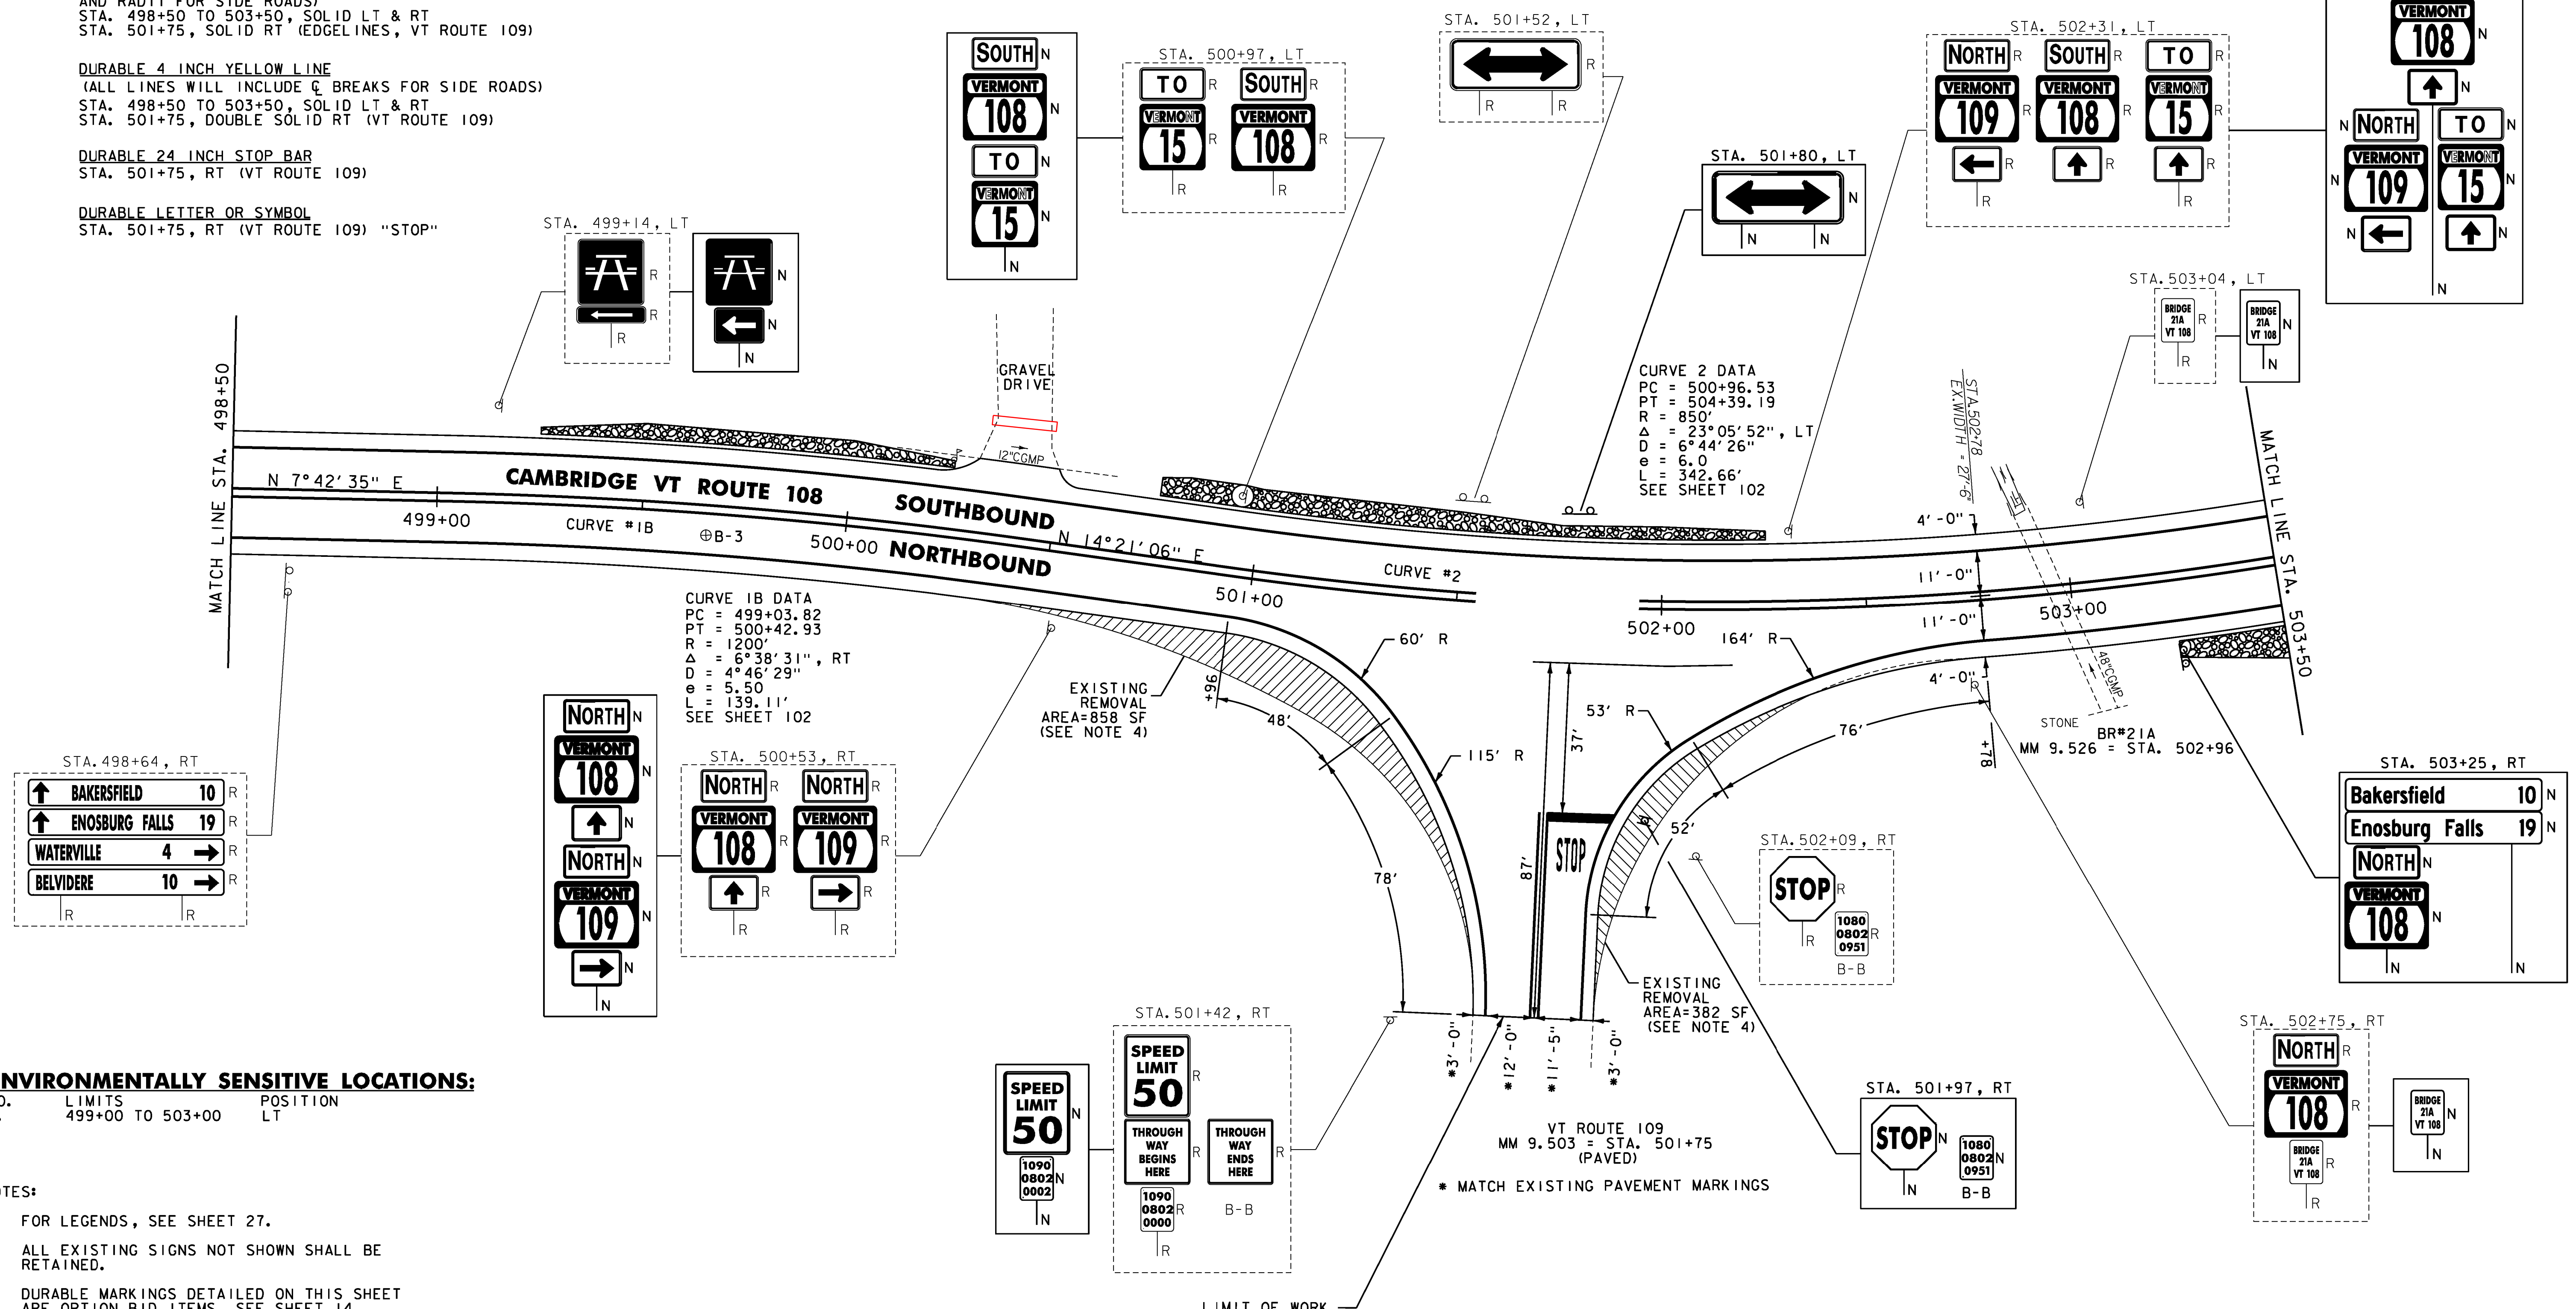 AND RADII FOR SIDE ROADS)
STA. 498+50 TO 503+50, SOLID LT & RT
STA. 501+75, SOLID RT (EDGELINES, VT ROUTE 109)
DURABLE 4 INCH YELLOW LINE
(ALL LINES WILL INCLUDE ℄ BREAKS FOR SIDE ROADS)
STA. 498+50 TO 503+50, SOLID LT & RT
STA. 501+75, DOUBLE SOLID RT (VT ROUTE 109)
DURABLE 24 INCH STOP BAR
STA. 501+75, RT (VT ROUTE 109)
DURABLE LETTER OR SYMBOL
STA. 501+75, RT (VT ROUTE 109) "STOP"
STA. 499+14, LT
R
R
R
N
N
N
SOUTH N
VERMONT
108 N
TO N
VERMONT
15 N
N
STA. 500+97, LT
TO R SOUTH R
VERMONT VERMONT
15 R 108 R
R R
STA. 501+52, LT
R
R R
STA. 501+80, LT
N
N N
STA. 502+31, LT
NORTH R SOUTH R TO R
VERMONT VERMONT VERMONT
109 R 108 R 15 R
R R R
R R R
VERMONT
108 N
N
N NORTH TO N
VERMONT VERMONT
N 109 15 N
N N
N
STA.503+04, LT
BRIDGE
21A
VT 108
R
R
BRIDGE
21A
VT 108
N
N
GRAVEL
DRIVE
12"CGMP
CURVE 2 DATA
PC = 500+96.53
PT = 504+39.19
R = 850'
Δ = 23°05'52", LT
D = 6°44'26"
e = 6.0
L = 342.66'
SEE SHEET 102
STA.502+78
EX.WIDTH = 27'-6"
MATCH LINE STA. 498+50
N 7°42'35" E
CAMBRIDGE VT ROUTE 108 SOUTHBOUND
499+00
CURVE #1B
B-3
500+00
NORTHBOUND
N 14°21'06" E
501+00
CURVE #2
502+00
503+00
4'-0"
11'-0"
11'-0"
4'-0"
MATCH LINE STA. 503+50
CURVE 1B DATA
PC = 499+03.82
PT = 500+42.93
R = 1200'
Δ = 6°38'31", RT
D = 4°46'29"
e = 5.50
L = 139.11'
SEE SHEET 102
EXISTING
REMOVAL
AREA=858 SF
(SEE NOTE 4)
+96
48'
60' R
115' R
78'
87'
37'
STOP
53' R
164' R
76'
52'
+78
48"CGMP
STONE
BR#21A
MM 9.526 = STA. 502+96
STA.498+64, RT
BAKERSFIELD 10 R
ENOSBURG FALLS 19 R
WATERVILLE 4 R
BELVIDERE 10 R
R R
NORTH N
VERMONT
108 N
N
NORTH N
VERMONT
109 N
N
N
STA. 500+53, RT
NORTH R NORTH R
VERMONT VERMONT
108 R 109 R
R R
R R
STA.502+09, RT
STOP R
R
1080
0802 R
0951
B-B
STA. 503+25, RT
Bakersfield 10 N
Enosburg Falls 19 N
NORTH N
VERMONT
108 N
N N
EXISTING
REMOVAL
AREA=382 SF
(SEE NOTE 4)
*3'-0"
*12'-0"
*11'-5"
*3'-0"
VT ROUTE 109
MM 9.503 = STA. 501+75
(PAVED)
* MATCH EXISTING PAVEMENT MARKINGS
STA.501+42, RT
SPEED
LIMIT
50 N
1090
0802 N
0002
N
SPEED
LIMIT
50
R
THROUGH
WAY
BEGINS
HERE
R
1090
0802 R
0000
R
THROUGH
WAY
ENDS
HERE
R
B-B
STA. 501+97, RT
STOP N
N
1080
0802 N
0951
B-B
STA. 502+75, RT
NORTH R
VERMONT
108 R
BRIDGE
21A
VT 108
R
R
BRIDGE
21A
VT 108
N
N
NVIRONMENTALLY SENSITIVE LOCATIONS:
O. LIMITS POSITION
499+00 TO 503+00 LT
OTES:
FOR LEGENDS, SEE SHEET 27.
ALL EXISTING SIGNS NOT SHOWN SHALL BE
RETAINED.
DURABLE MARKINGS DETAILED ON THIS SHEET
ARE OPTION BID ITEMS. SEE SHEET 14
LIMIT OF WORK